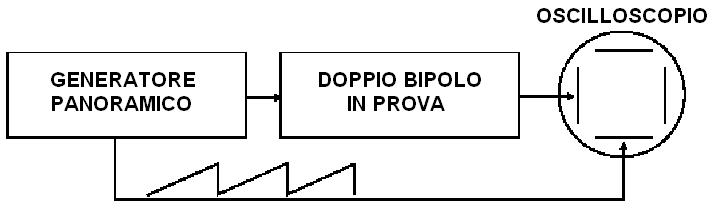 OSCILLOSCOPIO
GENERATORE
PANORAMICO
DOPPIO BIPOLO
IN PROVA